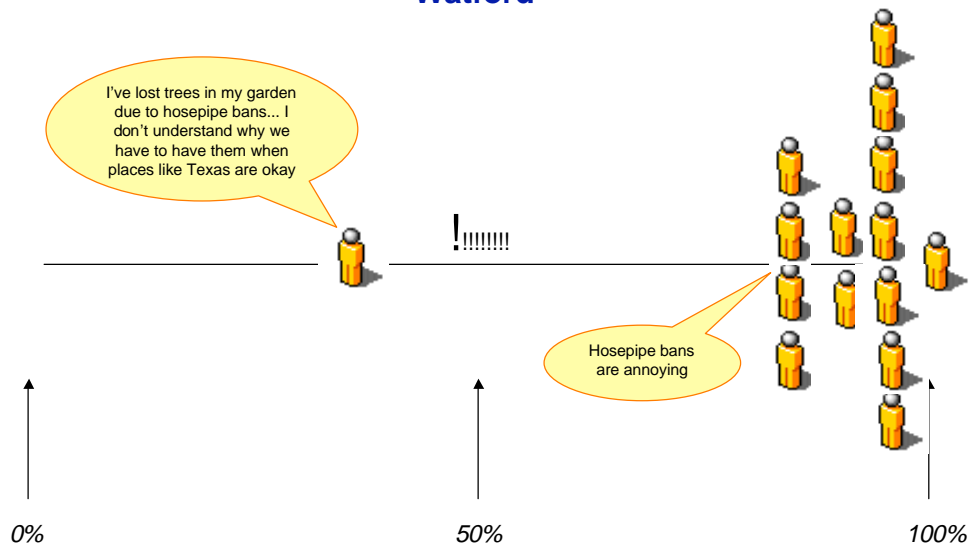 Watford
I've lost trees in my garden
due to hosepipe bans... I
don't understand why we
have to have them when
places like Texas are okay
!!!!!!!!!
Hosepipe bans
are annoying
0%
50%
100%